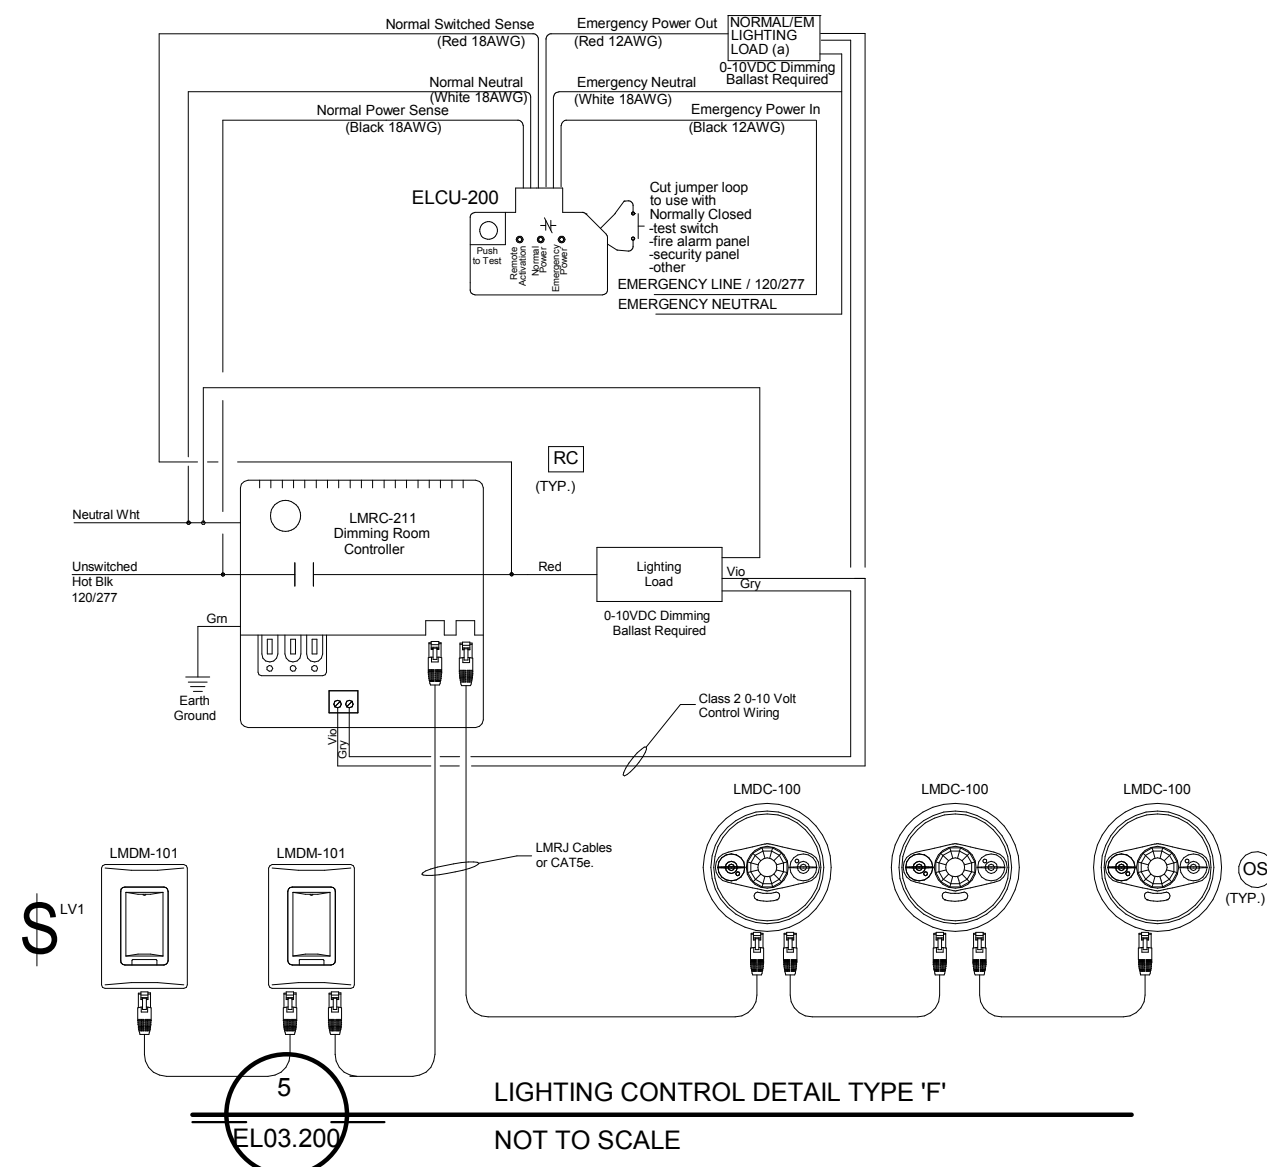 Normal Switched Sense
(Red 18AWG)
Emergency Power Out
(Red 12AWG)
NORMAL/EM
LIGHTING
LOAD (a)
0-10VDC Dimming
Ballast Required
Normal Neutral
(White 18AWG)
Emergency Neutral
(White 18AWG)
Normal Power Sense
(Black 18AWG)
Emergency Power In
(Black 12AWG)
ELCU-200
Push
to Test
Remote
Activation
Normal
Power
Emergency
Power
Cut jumper loop
to use with
Normally Closed
-test switch
-fire alarm panel
-security panel
-other
EMERGENCY LINE / 120/277
EMERGENCY NEUTRAL
RC
(TYP.)
Neutral Wht
LMRC-211
Dimming Room
Controller
Unswitched
Hot Blk
120/277
Red
Lighting
Load
Vio
Gry
0-10VDC Dimming
Ballast Required
Grn
Earth
Ground
Vio
Gry
Class 2 0-10 Volt
Control Wiring
LMDC-100
LMDC-100
LMDC-100
LMRJ Cables
or CAT5e.
LMDM-101
LMDM-101
OS
(TYP.)
$ LV1
5
LIGHTING CONTROL DETAIL TYPE 'F'
EL03.200
NOT TO SCALE